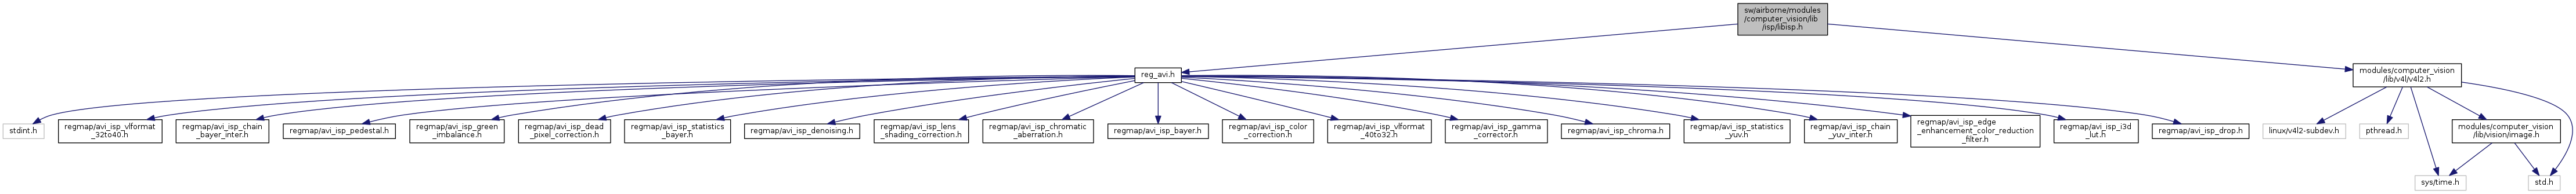 sw/airborne/modules
/computer_vision/lib
/isp/libisp.h
reg_avi.h
modules/computer_vision
/lib/v4l/v4l2.h
stdint.h
regmap/avi_isp_vlformat
_32to40.h
regmap/avi_isp_chain
_bayer_inter.h
regmap/avi_isp_pedestal.h
regmap/avi_isp_green
_imbalance.h
regmap/avi_isp_dead
_pixel_correction.h
regmap/avi_isp_statistics
_bayer.h
regmap/avi_isp_denoising.h
regmap/avi_isp_lens
_shading_correction.h
regmap/avi_isp_chromatic
_aberration.h
regmap/avi_isp_bayer.h
regmap/avi_isp_color
_correction.h
regmap/avi_isp_vlformat
_40to32.h
regmap/avi_isp_gamma
_corrector.h
regmap/avi_isp_chroma.h
regmap/avi_isp_statistics
_yuv.h
regmap/avi_isp_chain
_yuv_inter.h
regmap/avi_isp_edge
_enhancement_color_reduction
_filter.h
regmap/avi_isp_i3d
_lut.h
regmap/avi_isp_drop.h
linux/v4l2-subdev.h
pthread.h
modules/computer_vision
/lib/vision/image.h
sys/time.h
std.h